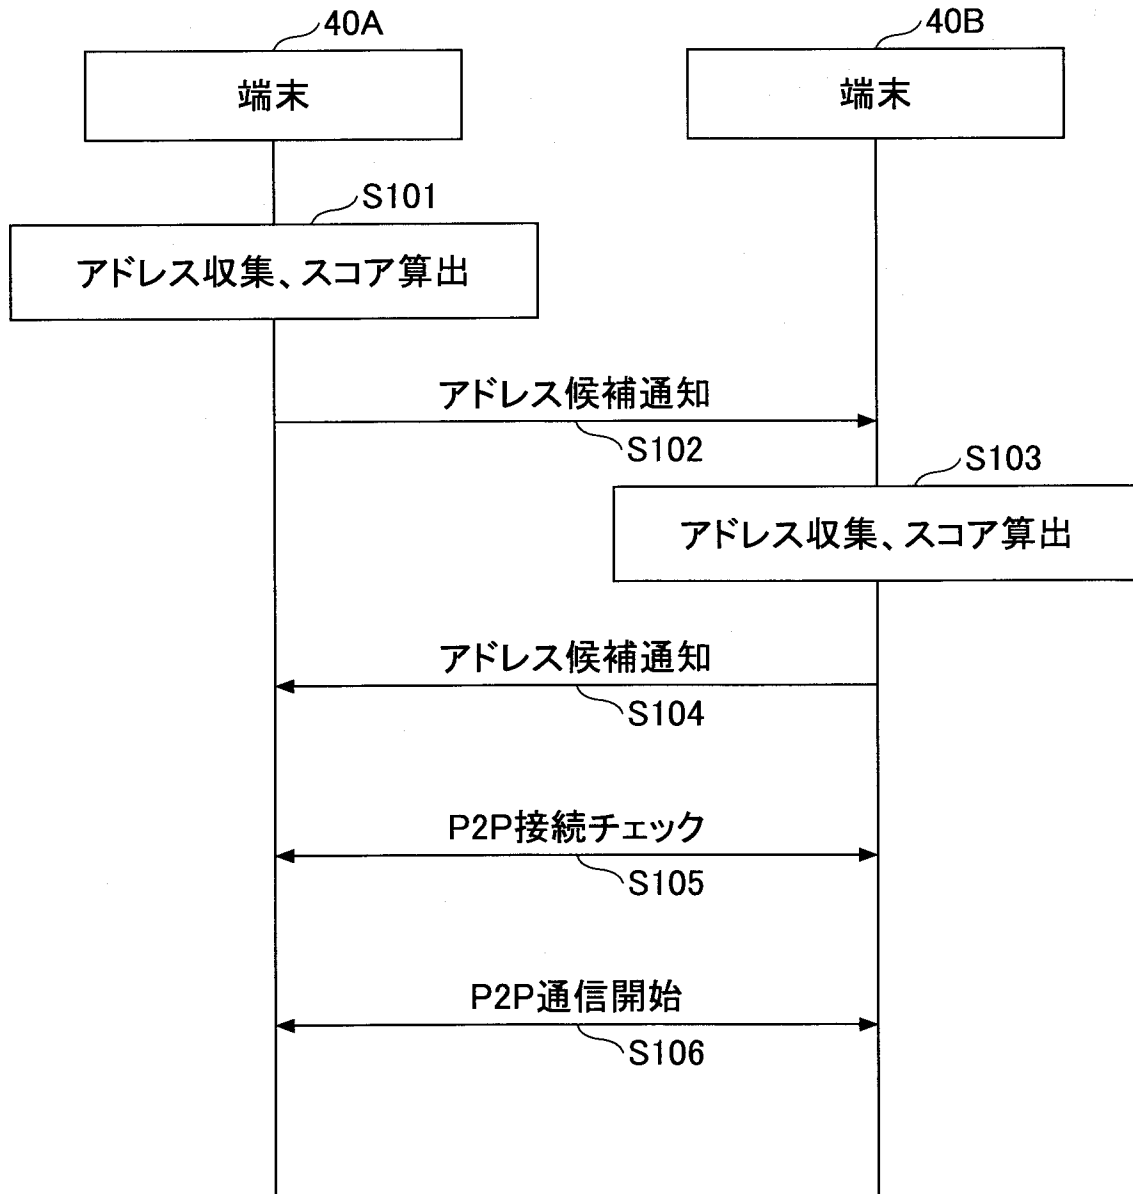 40A
40B
端末
端末
S101
アドレス収集、スコア算出
アドレス候補通知
S102
S103
アドレス収集、スコア算出
アドレス候補通知
S104
P2P接続チェック
S105
P2P通信開始
S106